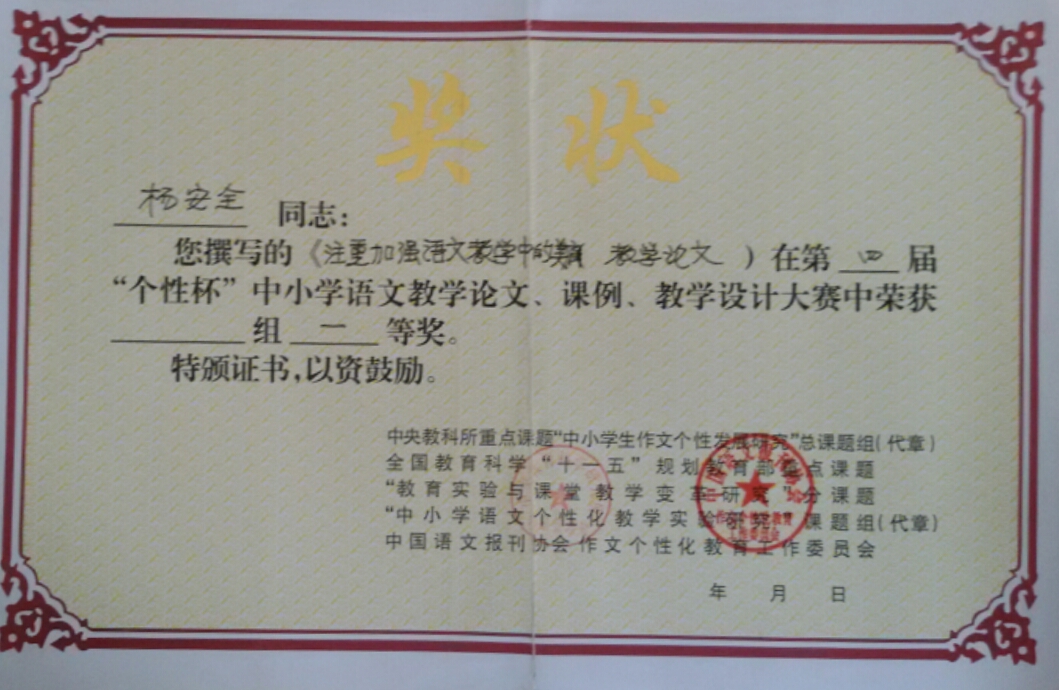 奖状
杨安全 同志：
您撰写的《注重加强语文教学中的 教学论文》在第四届
“个性杯”中小学语文教学论文、课例、教学设计大赛中荣获
组 一 等奖。
特颁证书，以资鼓励。
中央教科所重点课题“中小学生作文个性发展研究”总课题组（代章）
全国教育科学“十一五”规划教育部重点课题
“教育实验与课堂教学变革研究”分课题
“中小学语文个性化教学实验研究”课题组（代章）
中国语文报刊协会作文个性化教育工作委员会
年 月 日